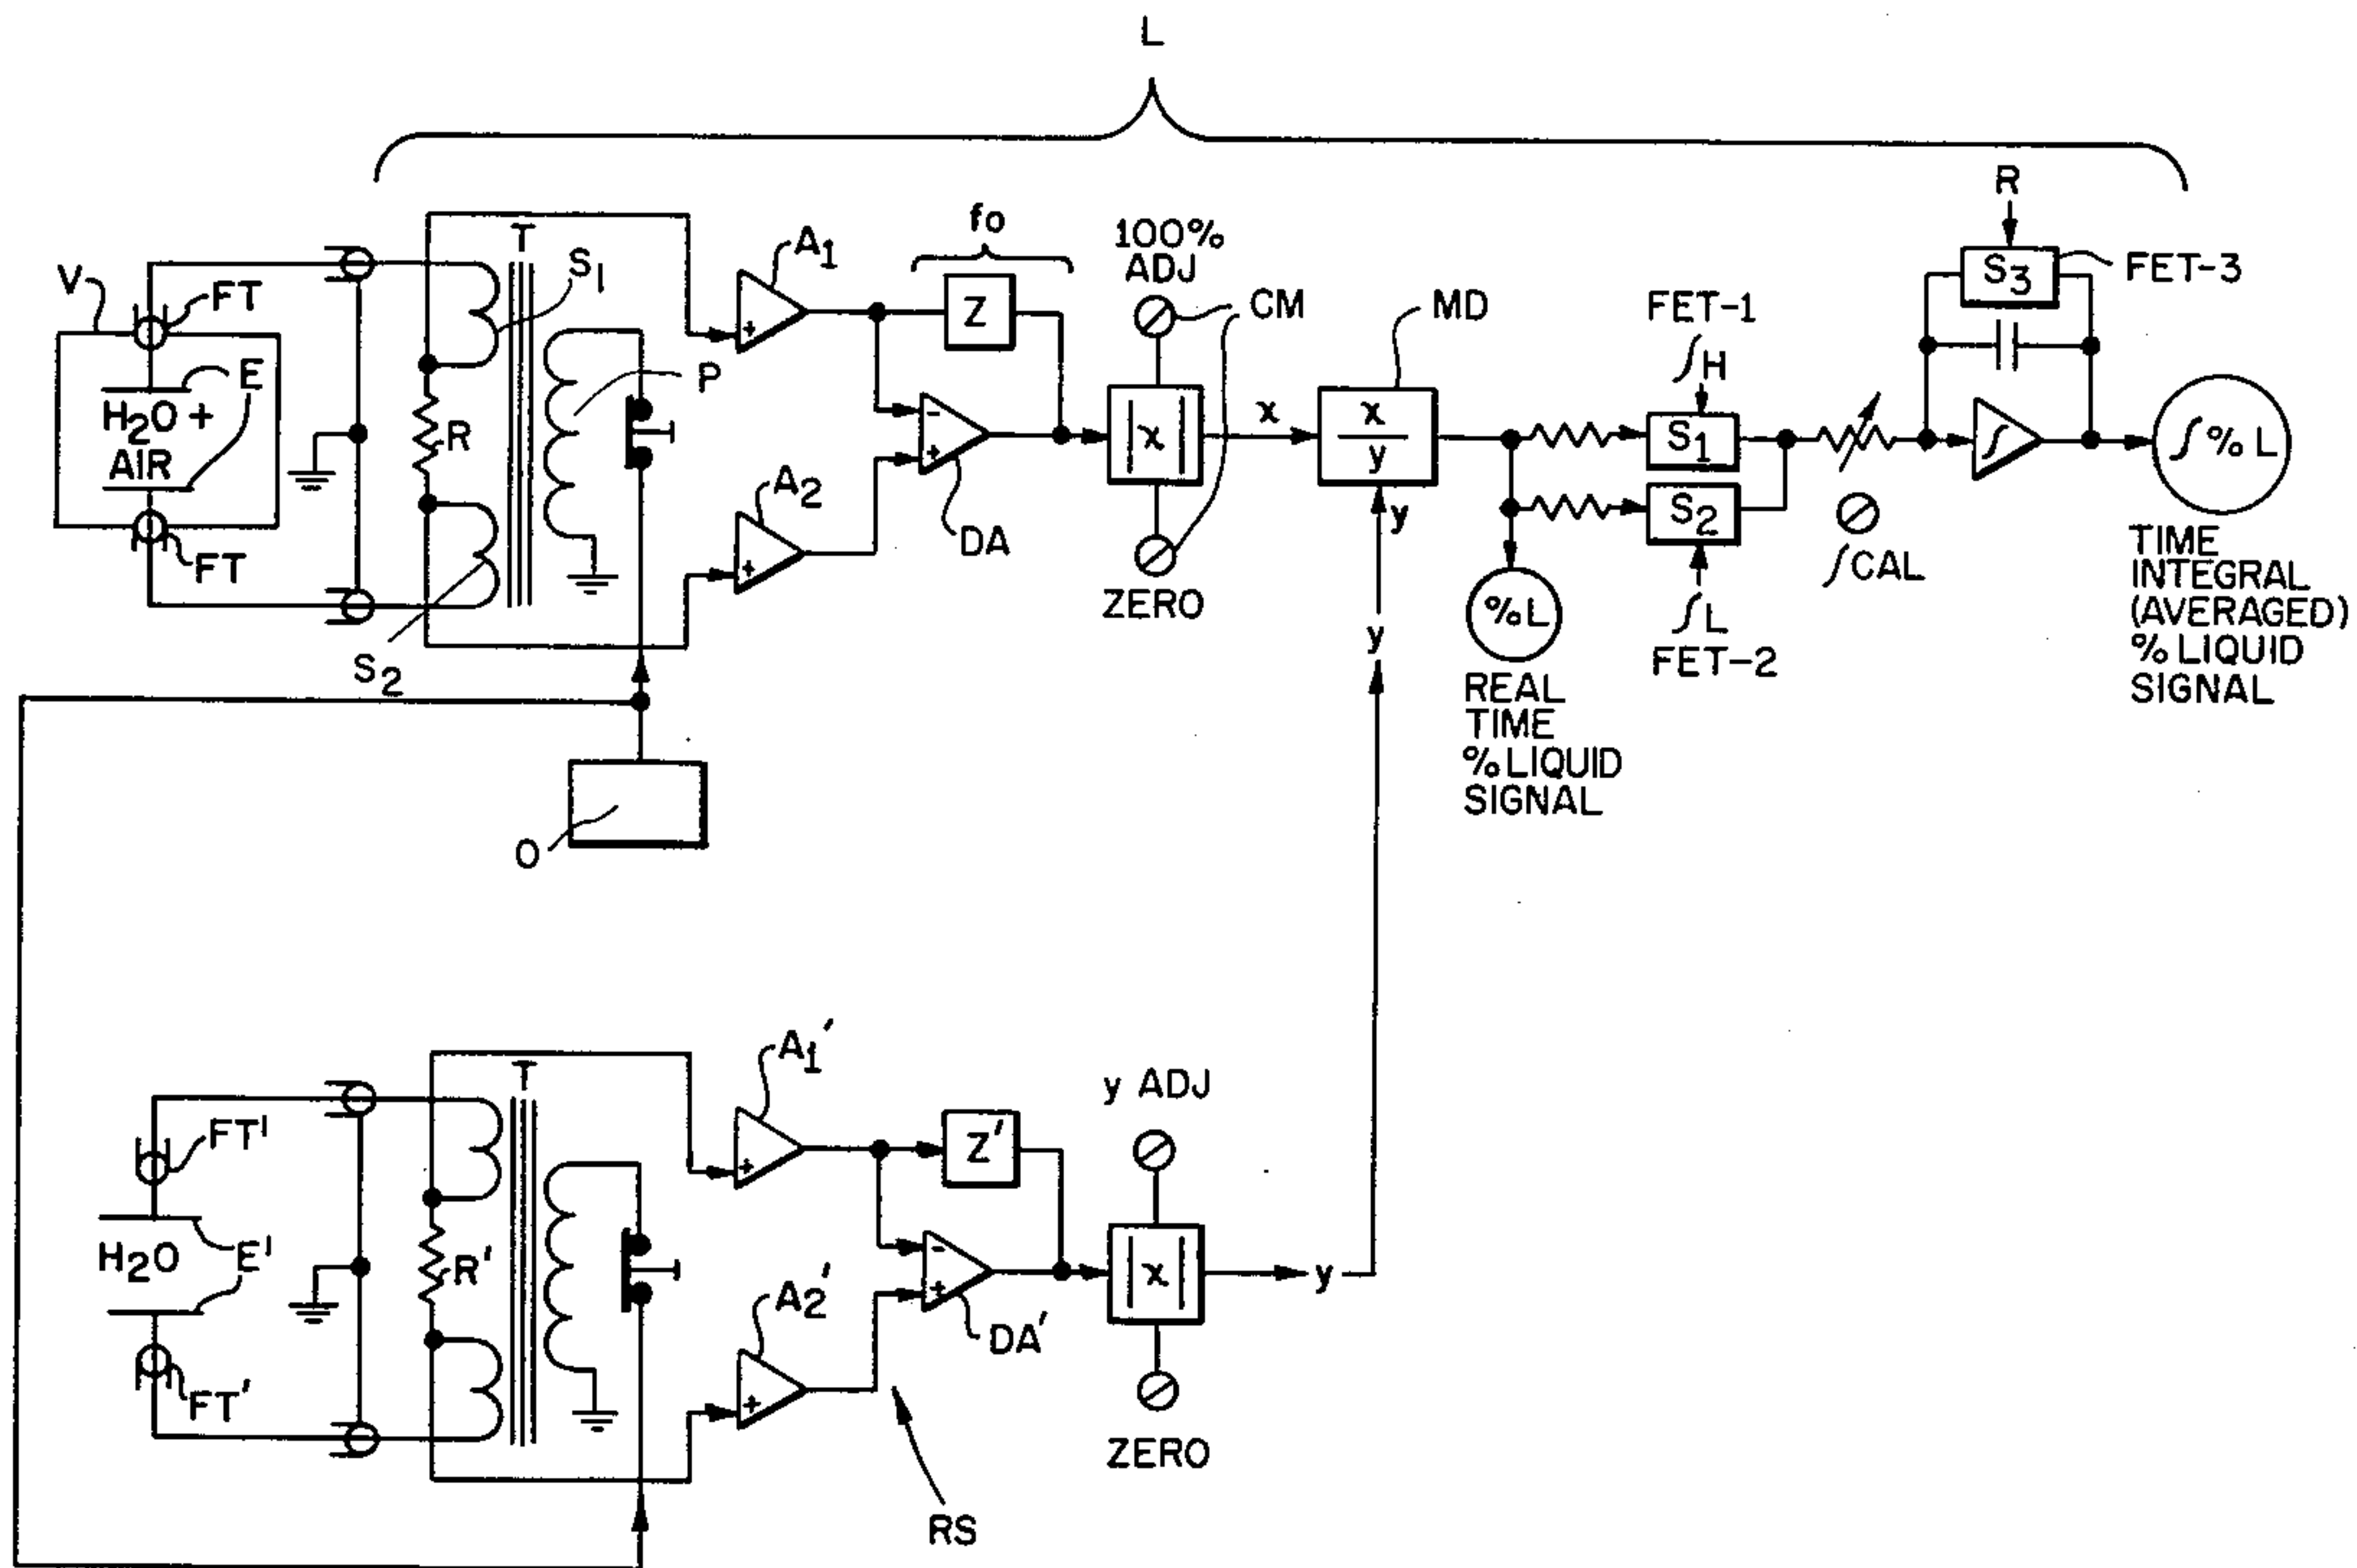 L
R
fo
A1
100%
ADJ
T
S1
S3
FET-3
V
FT
Z
CM
MD
FET-1
∫H
E
P
H2O +
AIR
R
+
-
+
|x|
x
x
y
S1
∫
∫%L
A2
S2
DA
y
FT
+
ZERO
y
%L
∫L
FET-2
∫CAL
TIME
INTEGRAL
(AVERAGED)
% LIQUID
SIGNAL
S2
REAL
TIME
% LIQUID
SIGNAL
O
A1'
T
y ADJ
FT'
+
Z'
H2O
E'
R'
-
+
|x|
y
A2'
DA'
FT'
+
ZERO
RS